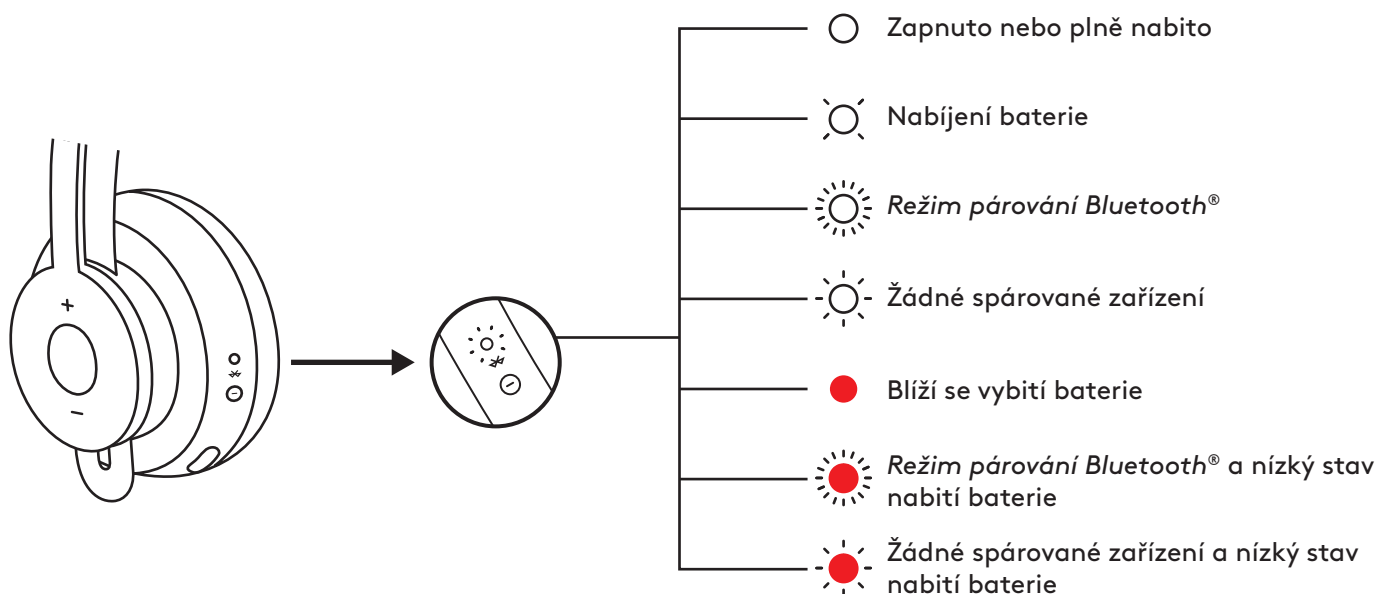 Zapnuto nebo plně nabito
Nabíjení baterie
Režim párování Bluetooth®
Žádné spárované zařízení
Blíží se vybití baterie
Režim párování Bluetooth® a nízký stav
nabití baterie
Žádné spárované zařízení a nízký stav
nabití baterie